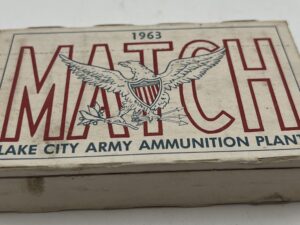 1963
MATCH
LAKE CITY ARMY AMMUNITION PLANT